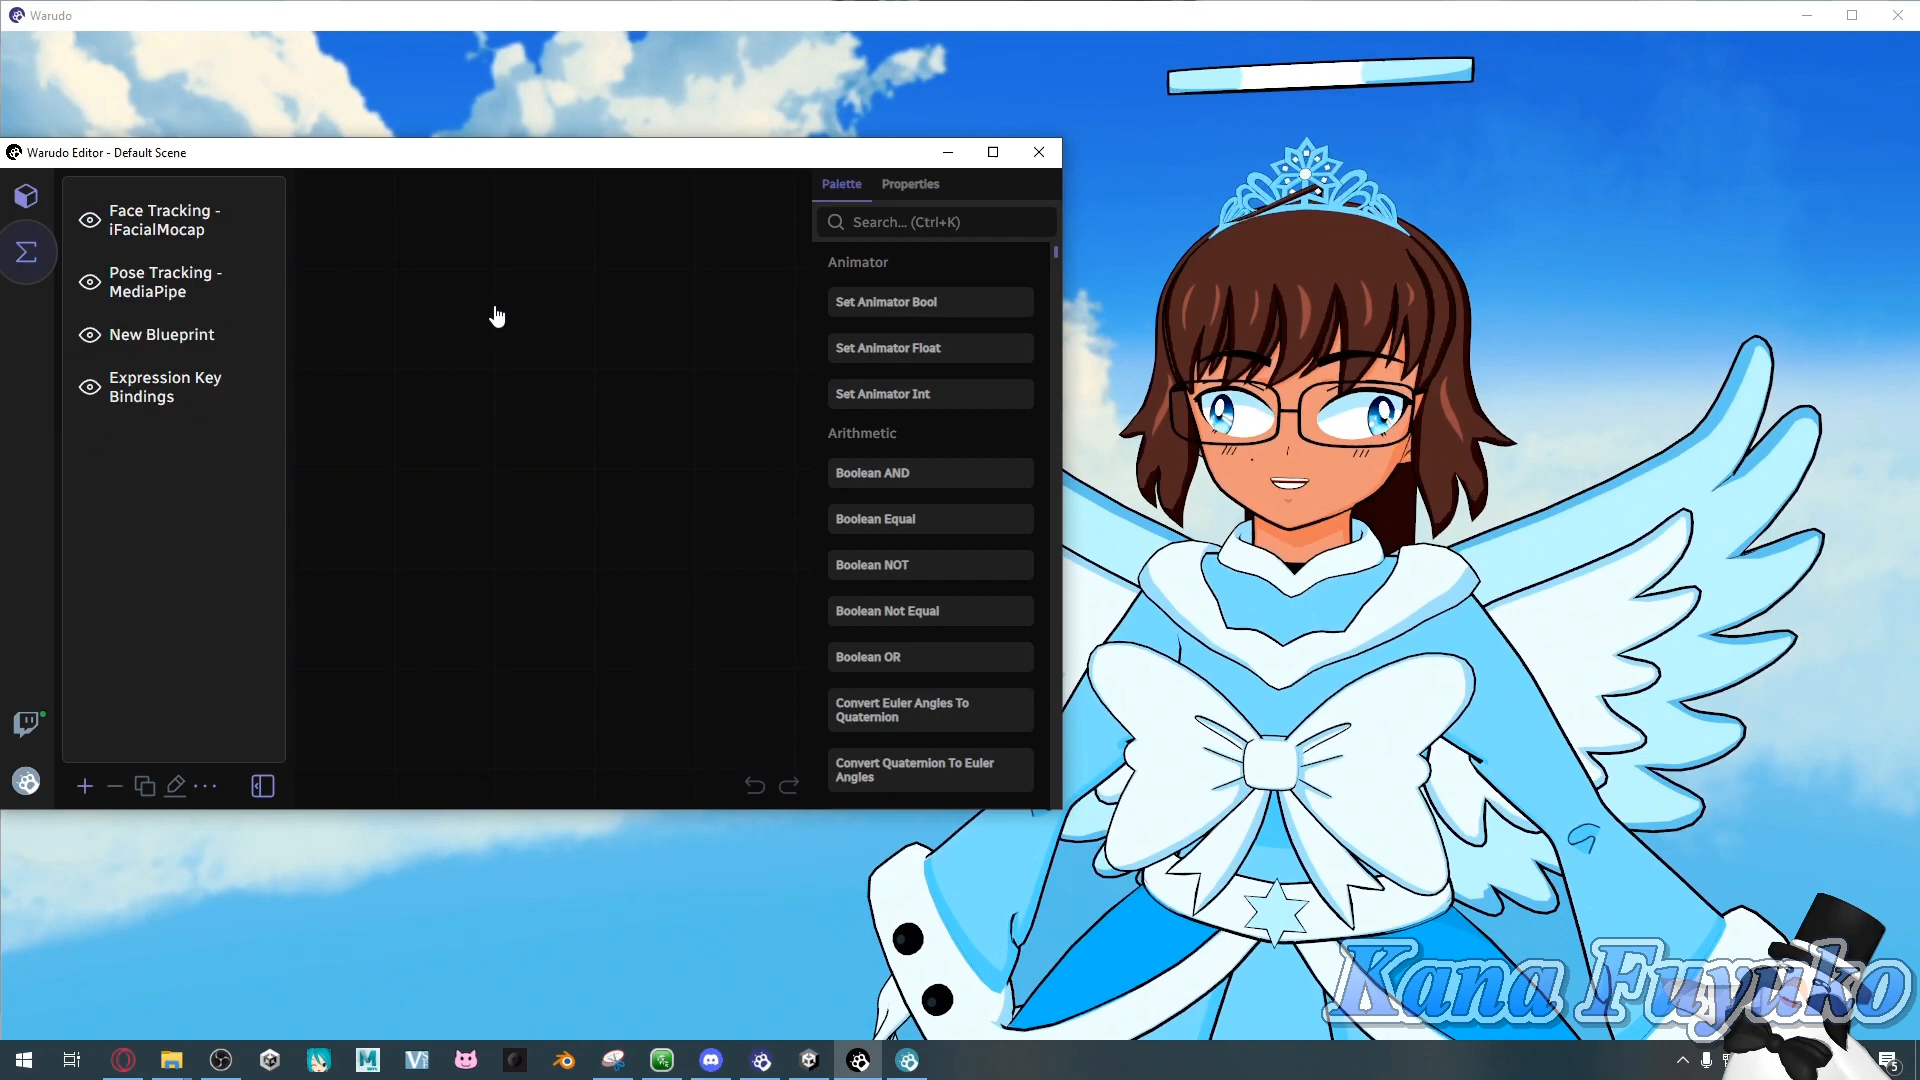 Warudo
Warudo Editor - Default Scene
Face Tracking -
iFacialMocap
Pose Tracking -
MediaPipe
New Blueprint
Expression Key
Bindings
Palette
Properties
Search... (Ctrl+K)
Animator
Set Animator Bool
Set Animator Float
Set Animator Int
Arithmetic
Boolean AND
Boolean Equal
Boolean NOT
Boolean Not Equal
Boolean OR
Convert Euler Angles To
Quaternion
Convert Quaternion To Euler
Angles
Kana Fuyuko
5